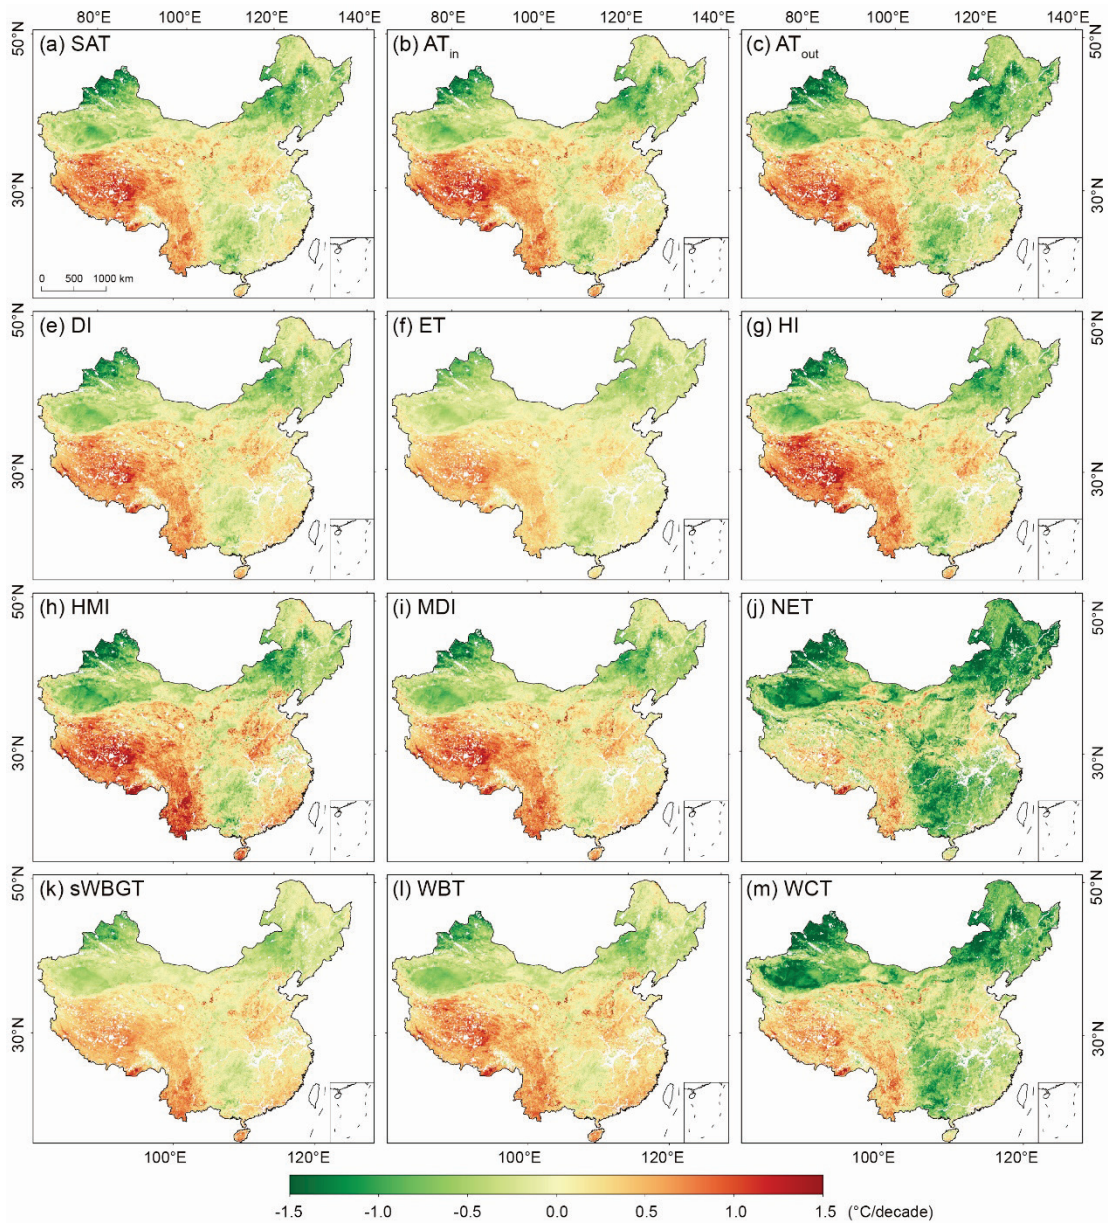 80°E 100°E 120°E 140°E 80°E 100°E 120°E 140°E 80°E 100°E 120°E 140°E
50°N (a) SAT (b) ATin (c) ATout 50°N
30°N 30°N
0 500 1000 km
50°N (e) DI (f) ET (g) HI 50°N
30°N 30°N
50°N (h) HMI (i) MDI (j) NET 50°N
30°N 30°N
50°N (k) sWBGT (l) WBT (m) WCT 50°N
30°N 30°N
100°E 120°E 100°E 120°E 100°E 120°E
-1.5 -1.0 -0.5 0.0 0.5 1.0 1.5 (°C/decade)